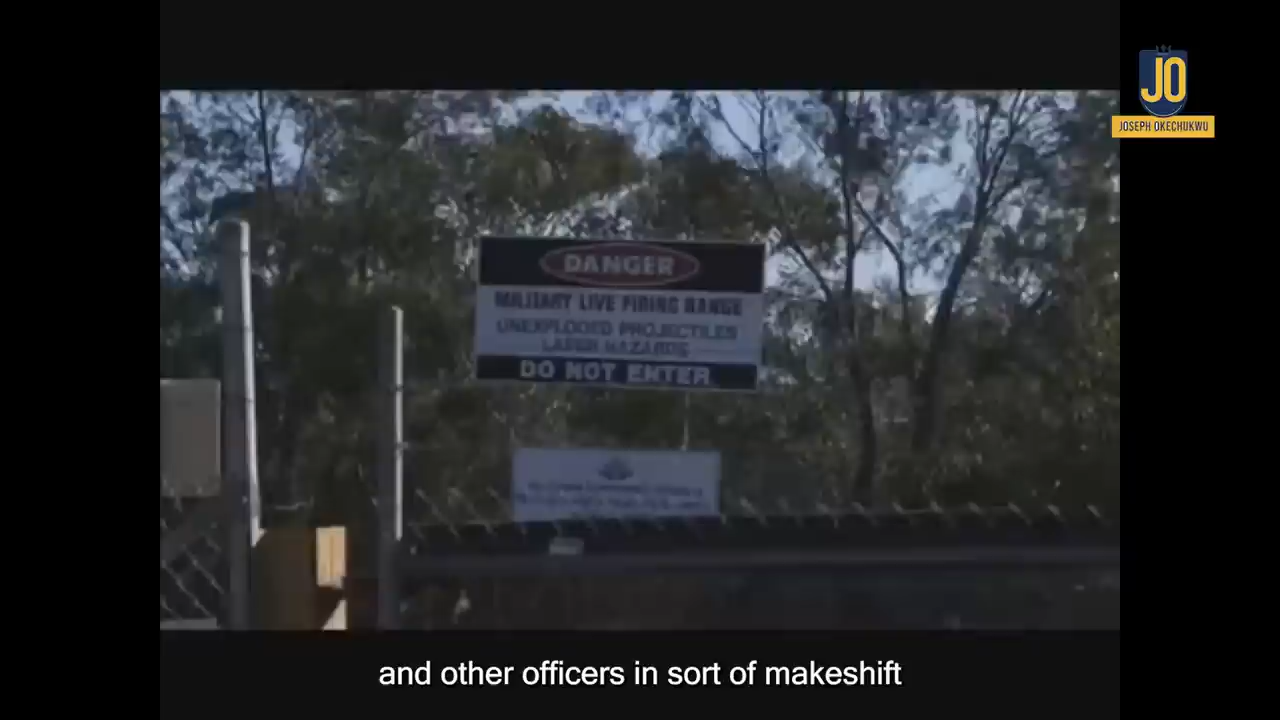 JO
JOSEPH OKECHUKWU
DANGER
MILITARY LIVE FIRING RANGE
UNEXPLODED PROJECTILES
LASER HAZARDS
DO NOT ENTER
and other officers in sort of makeshift